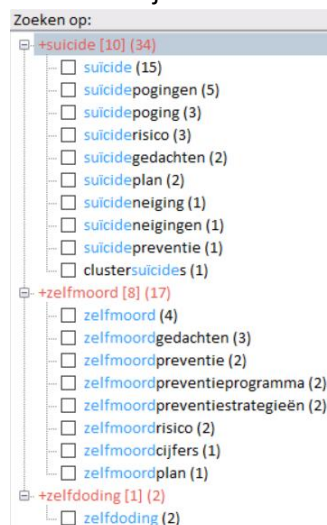 Zoeken op:
+suicide [10] (34)
suïcide (15)
suïcidepogingen (5)
suïcidepoging (3)
suïciderisico (3)
suïcidegedachten (2)
suïcideplan (2)
suïcideneiging (1)
suïcideneigingen (1)
suïcidepreventie (1)
clustersuïcides (1)
+zelfmoord [8] (17)
zelfmoord (4)
zelfmoordgedachten (3)
zelfmoordpreventie (2)
zelfmoordpreventieprogramma (2)
zelfmoordpreventiestrategieën (2)
zelfmoordrisico (2)
zelfmoordcijfers (1)
zelfmoordplan (1)
+zelfdoding [1] (2)
zelfdoding (2)